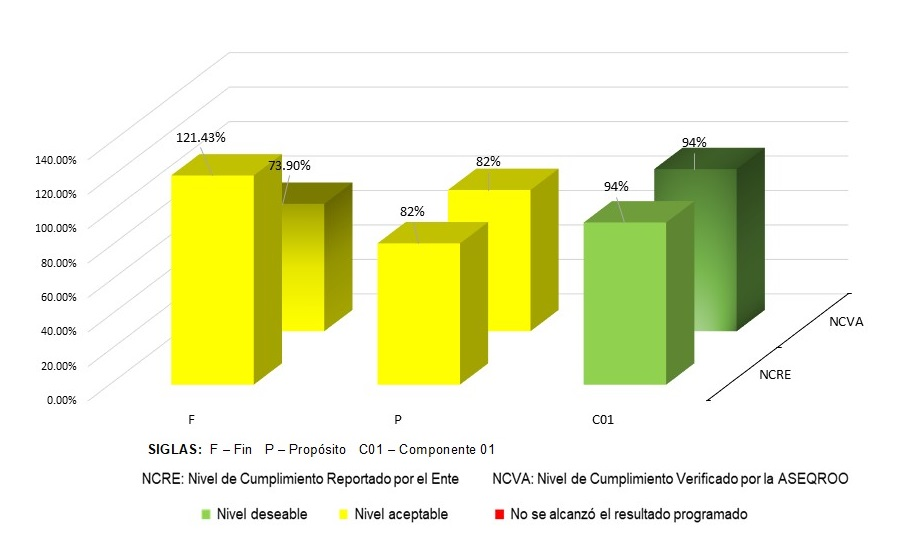 121.43%
73.90%
82%
82%
94%
94%
140.00%
120.00%
100.00%
80.00%
60.00%
40.00%
20.00%
0.00%
NCVA
NCRE
F P C01
SIGLAS: F – Fin P – Propósito C01 – Componente 01
NCRE: Nivel de Cumplimiento Reportado por el Ente NCVA: Nivel de Cumplimiento Verificado por la ASEQROO
Nivel deseable Nivel aceptable No se alcanzó el resultado programado